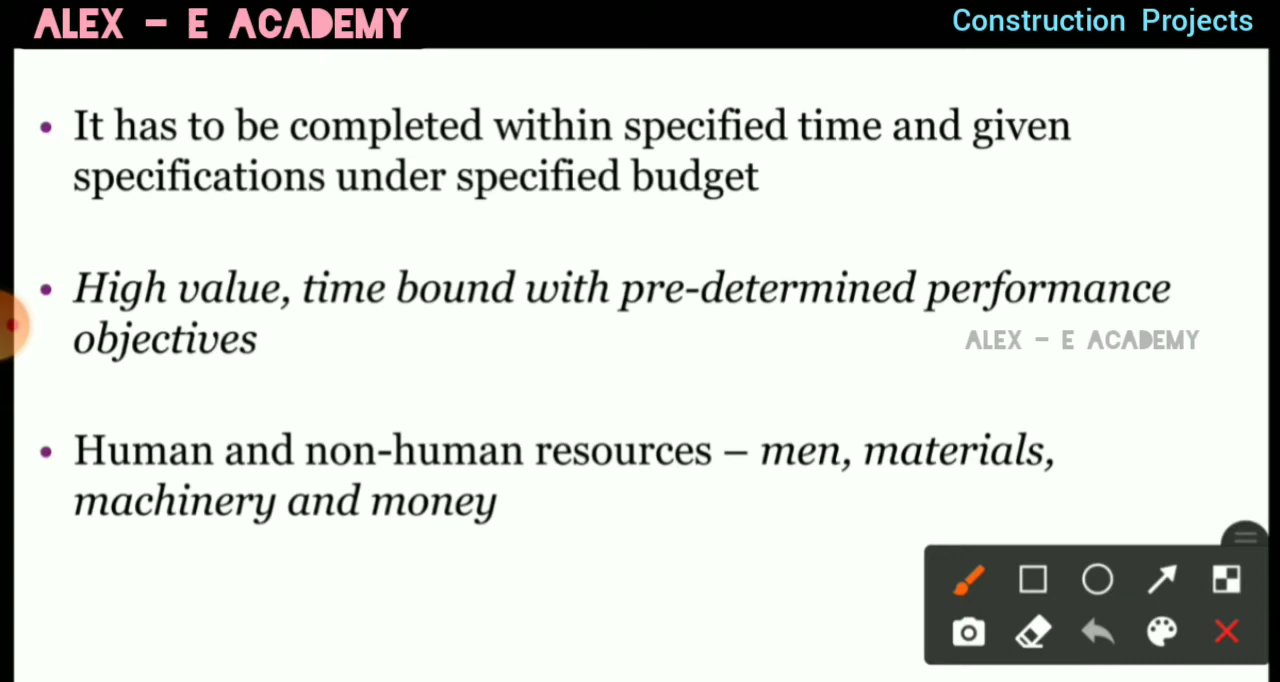 ALEX - E ACADEMY
Construction Projects
• It has to be completed within specified time and given
specifications under specified budget
• High value, time bound with pre-determined performance
objectives
ALEX - E ACADEMY
• Human and non-human resources – men, materials,
machinery and money